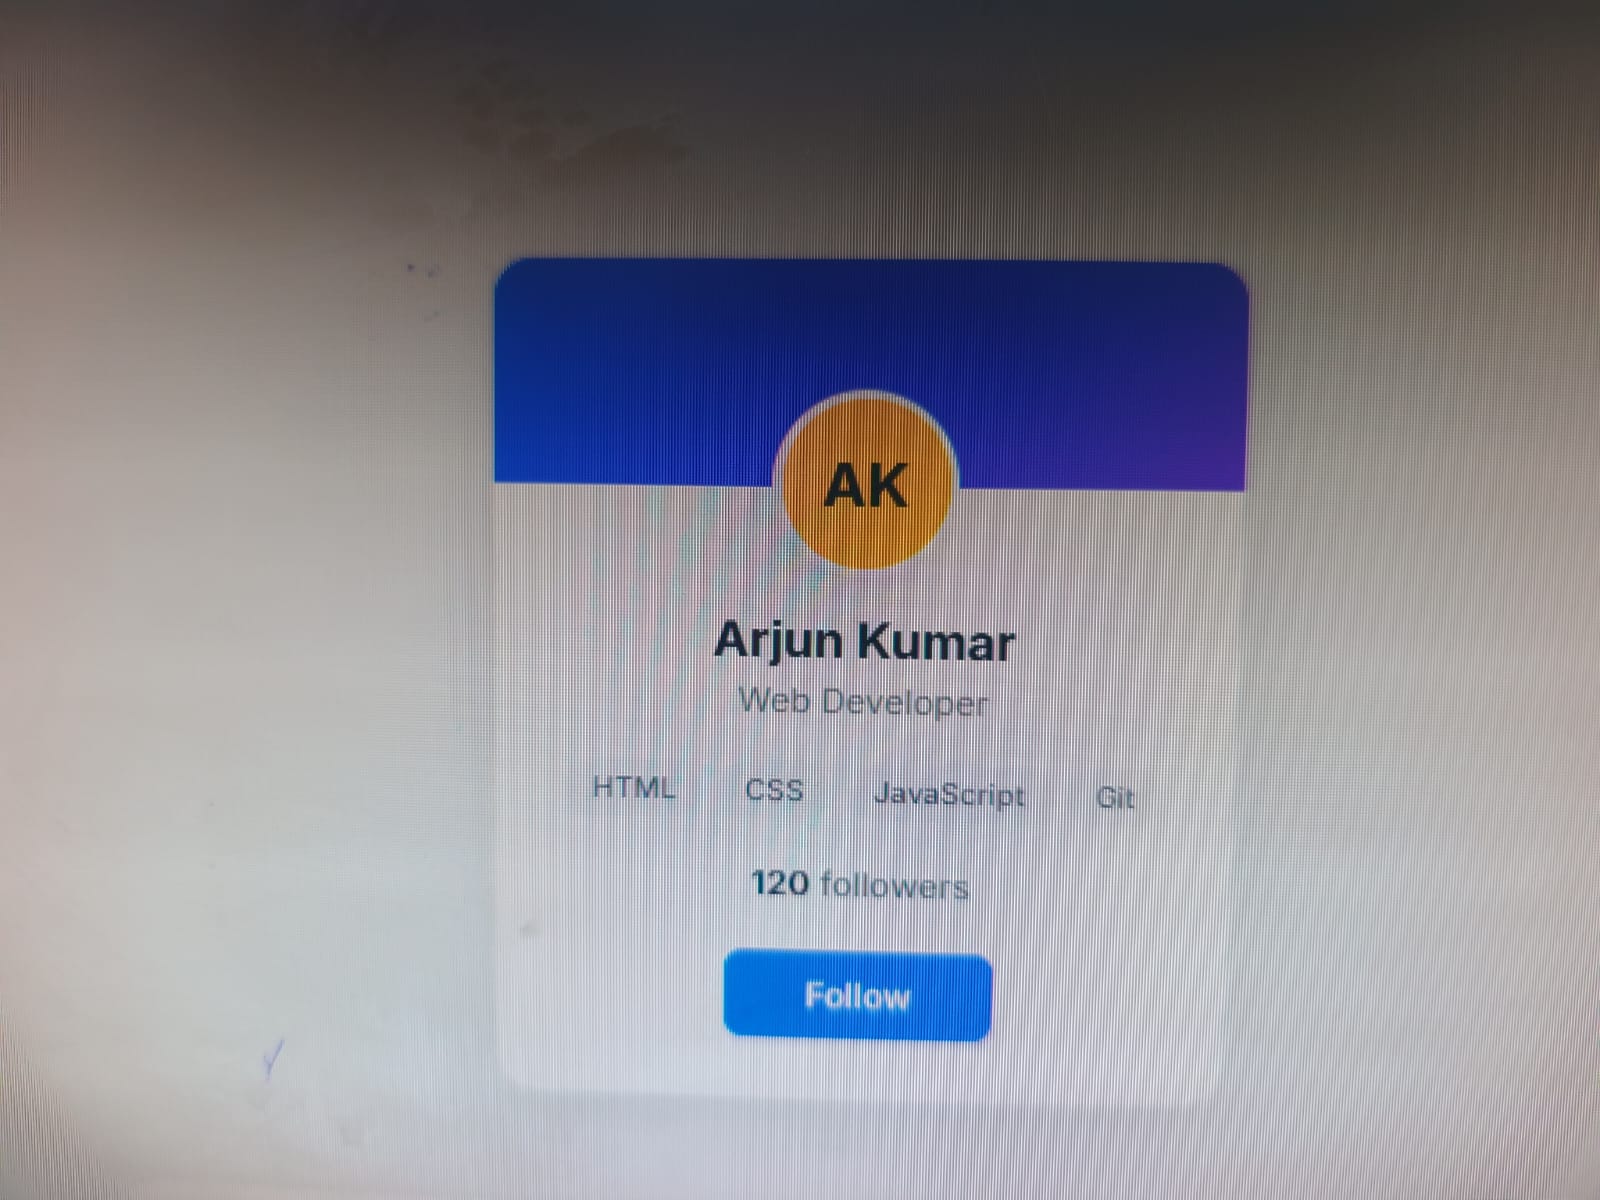 AK
Arjun Kumar
Web Developer
HTML CSS JavaScript Git
120 followers
Follow